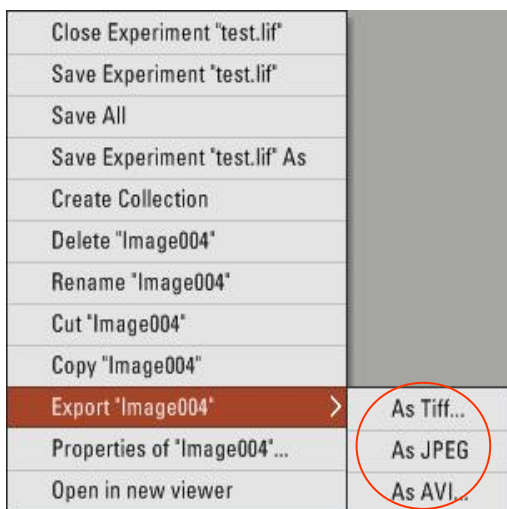 Close Experiment "test.lif"
Save Experiment "test.lif"
Save All
Save Experiment "test.lif" As
Create Collection
Delete "Image004"
Rename "Image004"
Cut "Image004"
Copy "Image004"
Export "Image004" >
As Tiff...
Properties of "Image004"...
As JPEG
Open in new viewer
As AVI...